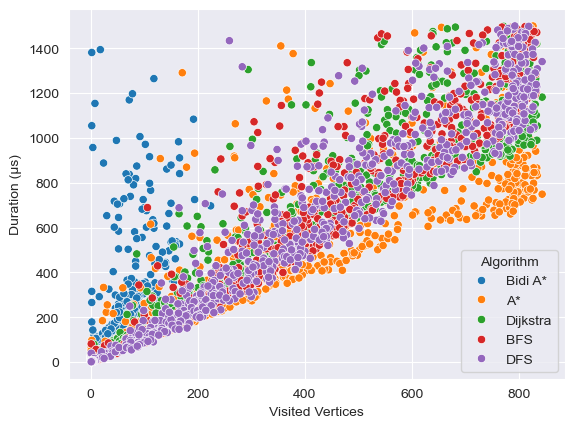 1400
1200
1000
800
600
400
200
0
Duration (µs)
0 200 400 600 800
Visited Vertices
Algorithm
Bidi A*
A*
Dijkstra
BFS
DFS